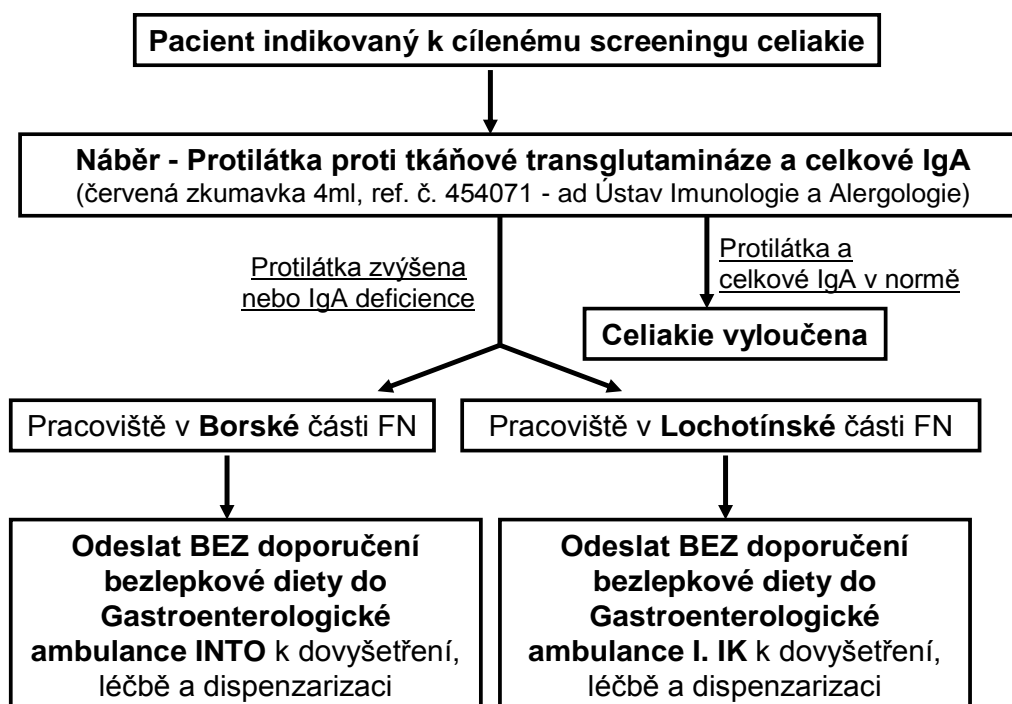 Pacient indikovaný k cílenému screeningu celiakie
Náběr - Protilátka proti tkáňové transglutamináze a celkové IgA
(červená zkumavka 4ml, ref. č. 454071 - ad Ústav Imunologie a Alergologie)
Protilátka zvýšena
nebo IgA deficience
Protilátka a
celkové IgA v normě
Celiakie vyloučena
Pracoviště v Borské části FN
Pracoviště v Lochotínské části FN
Odeslat BEZ doporučení
bezlepkové diety do
Gastroenterologické
ambulance INTO k dovyšetření,
léčbě a dispenzarizaci
Odeslat BEZ doporučení
bezlepkové diety do
Gastroenterologické
ambulance I. IK k dovyšetření,
léčbě a dispenzarizaci